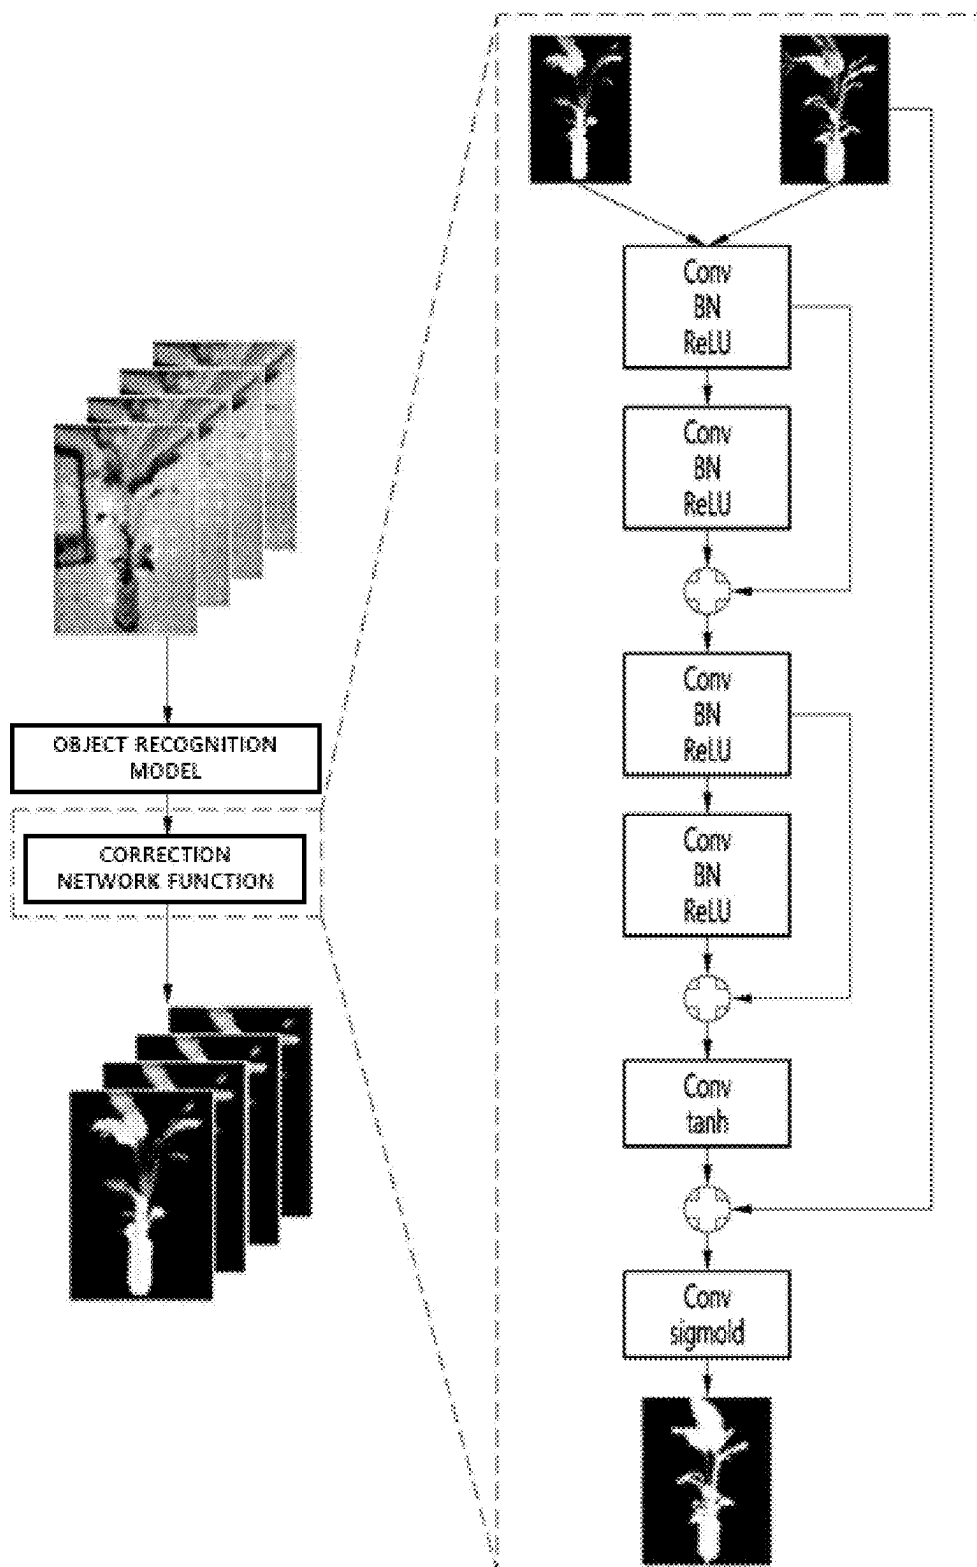 OBJECT RECOGNITION
MODEL
CORRECTION
NETWORK FUNCTION
Conv
BN
ReLU
Conv
BN
ReLU
Conv
BN
ReLU
Conv
BN
ReLU
Conv
tanh
Conv
sigmold